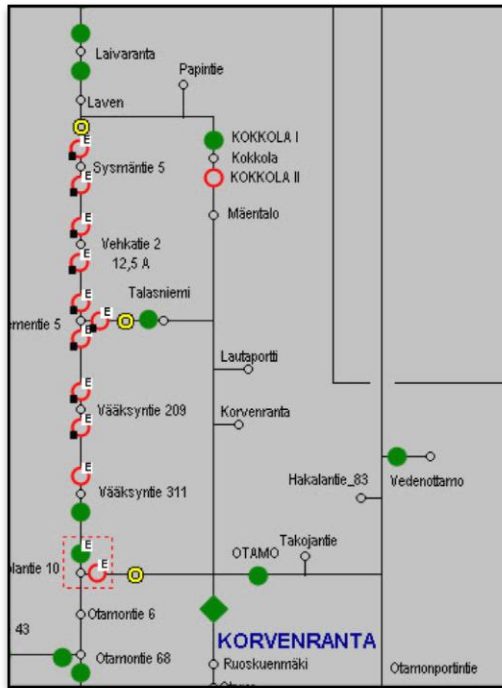 Laivaranta
Papintie
Laven
E
KOKKOLA I
Sysmäntie 5
Kokkola
E
KOKKOLA II
E
Mäentalo
Vehkatie 2
E
12,5 A
Talasniemi
E
ementie 5
E
E
Lautaportti
E
Vääksyntie 209
Korvenranta
E
E
Hakalantie_83
Vedenottamo
Vääksyntie 311
E
OTAMO
Takojantie
olantie 10
E
Otamontie 6
43
KORVENRANTA
Otamontie 68
Ruoskuenmäki
Otamonportintie